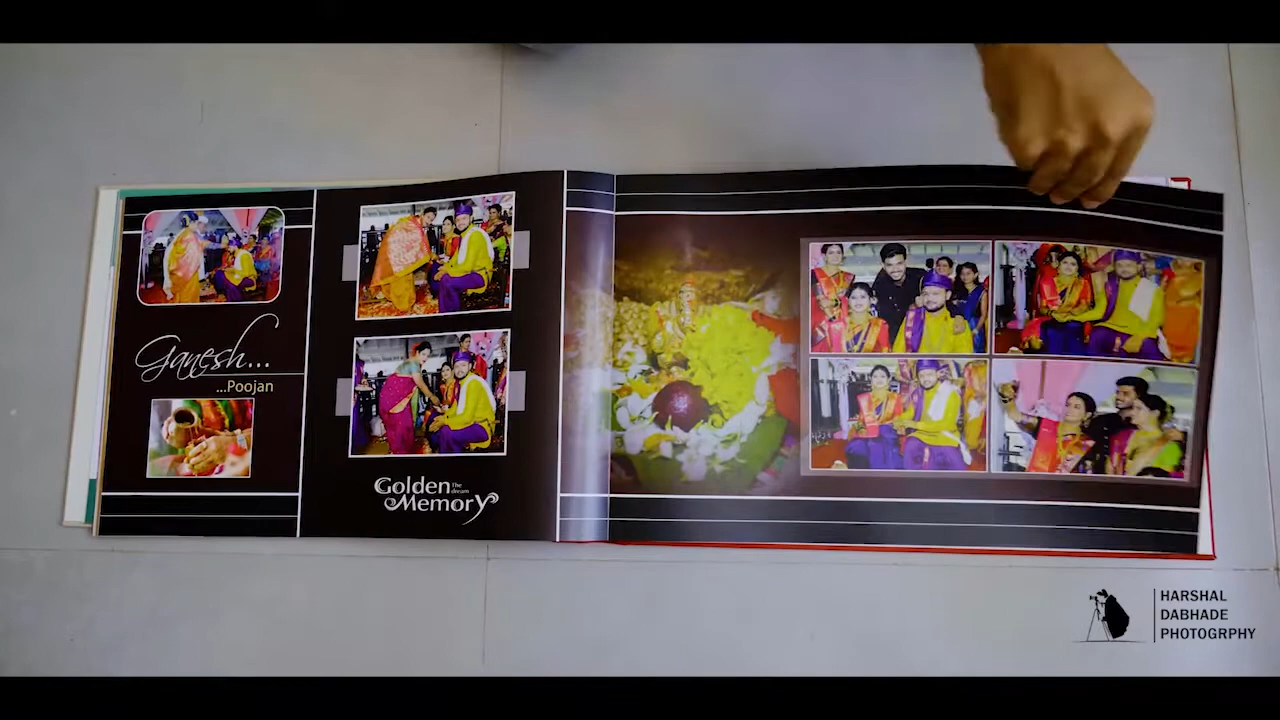 Ganesh...
...Poojan
Golden The dream
Memory
HARSHAL
DABHADE
PHOTOGRPHY